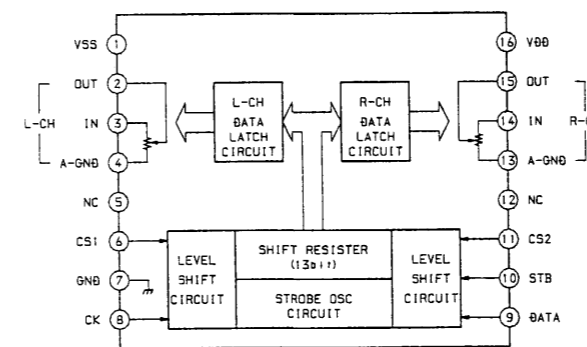 VSS 1
16 VDD
OUT 2
15 OUT
L-CH
IN 3
14 IN
A-GND 4
13 A-GND
NC 5
12 NC
CS1 6
11 CS2
GND 7
10 STB
CK 8
9 DATA
L-CH
DATA
LATCH
CIRCUIT
R-CH
DATA
LATCH
CIRCUIT
LEVEL
SHIFT
CIRCUIT
SHIFT RESISTER
(13bit)
STROBE OSC
CIRCUIT
LEVEL
SHIFT
CIRCUIT